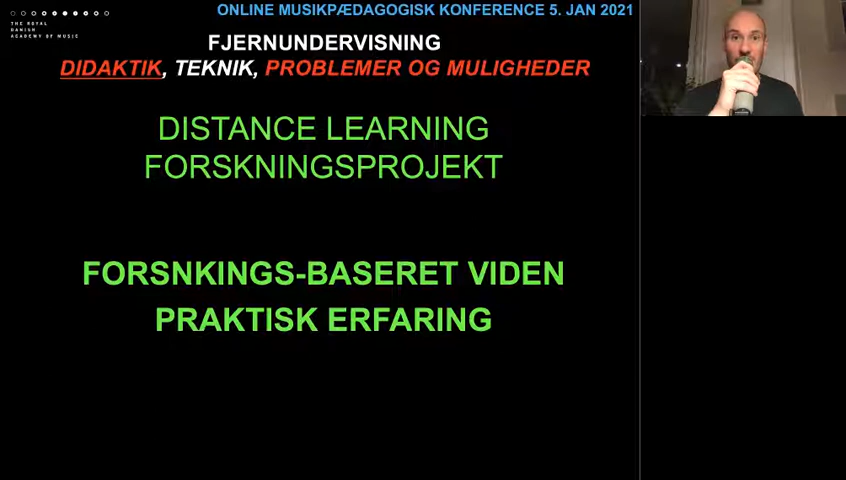 ONLINE MUSIKPÆDAGOGISK KONFERENCE 5. JAN 2021
THE ROYAL
DANISH
ACADEMY OF MUSIC
FJERNUNDERVISNING
DIDAKTIK, TEKNIK, PROBLEMER OG MULIGHEDER
DISTANCE LEARNING
FORSKNINGSPROJEKT
FORSNKINGS-BASERET VIDEN
PRAKTISK ERFARING